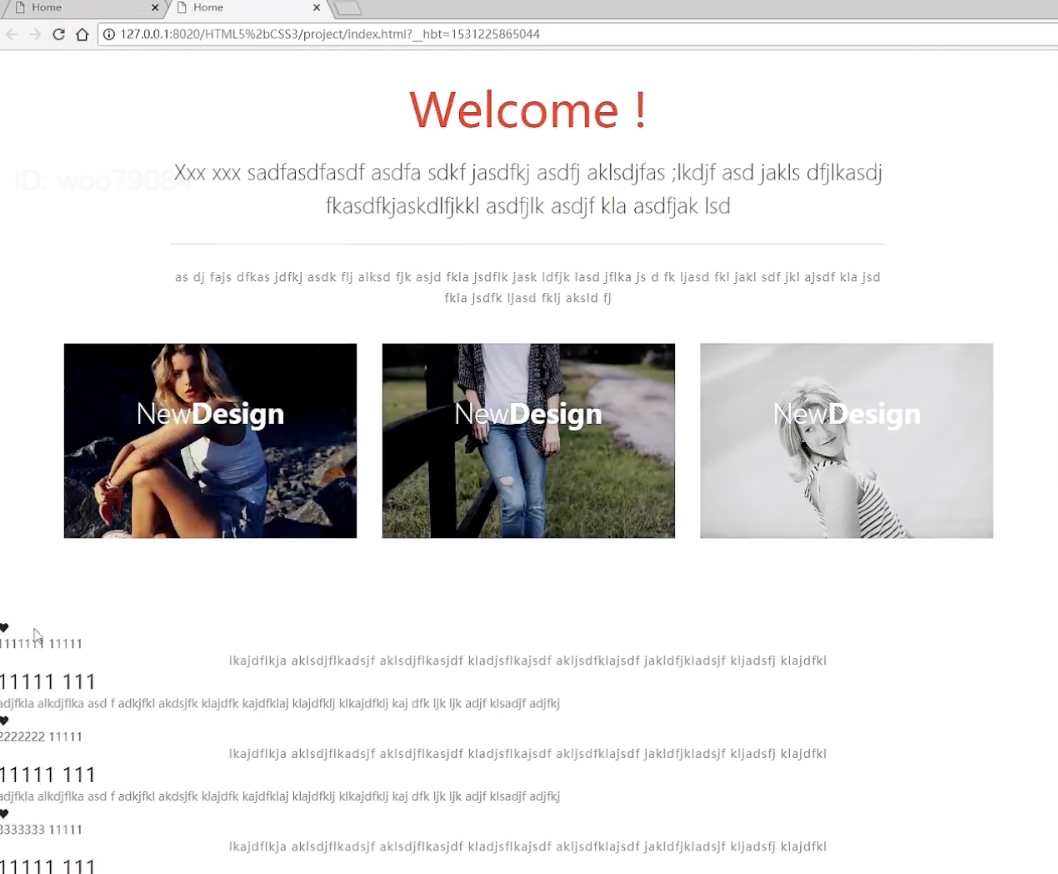 Home
Home
127.0.0.1:8020/HTML5%2bCSS3/project/index.html?__hbt=1531225865044
Welcome !
ID: woo79084
Xxx xxx sadfasdfasdf asdfa sdkf jasdfkj asdfj aklsdjfas ;lkdjf asd jakls dfjlkasdj
fkasdfkjaskdlfjkkl asdfjlk asdjf kla asdfjak lsd
as dj fajs dfkas jdfkj asdk flj alksd fjk asjd fkla jsdflk jask ldfjk lasd jflka js d fk ljasd fkl jakl sdf jkl ajsdf kla jsd
fkla jsdfk ljasd fklj aksld fj
NewDesign
NewDesign
NewDesign
1111111 11111
lkajdflkja aklsdjflkadsjf aklsdjflkasjdf kladjsflkajsdf akljsdfklajsdf jakldfjkladsjf kljadsfj klajdfkl
11111 111
adjfkla alkdjflka asd f adkjfkl akdsjfk klajdfk kajdfklaj klajdfklj klkajdfklj kaj dfk ljk ljk adjf klsadjf adjfkj
2222222 11111
lkajdflkja aklsdjflkadsjf aklsdjflkasjdf kladjsflkajsdf akljsdfklajsdf jakldfjkladsjf kljadsfj klajdfkl
11111 111
adjfkla alkdjflka asd f adkjfkl akdsjfk klajdfk kajdfklaj klajdfklj klkajdfklj kaj dfk ljk ljk adjf klsadjf adjfkj
3333333 11111
lkajdflkja aklsdjflkadsjf aklsdjflkasjdf kladjsflkajsdf akljsdfklajsdf jakldfjkladsjf kljadsfj klajdfkl
11111 111